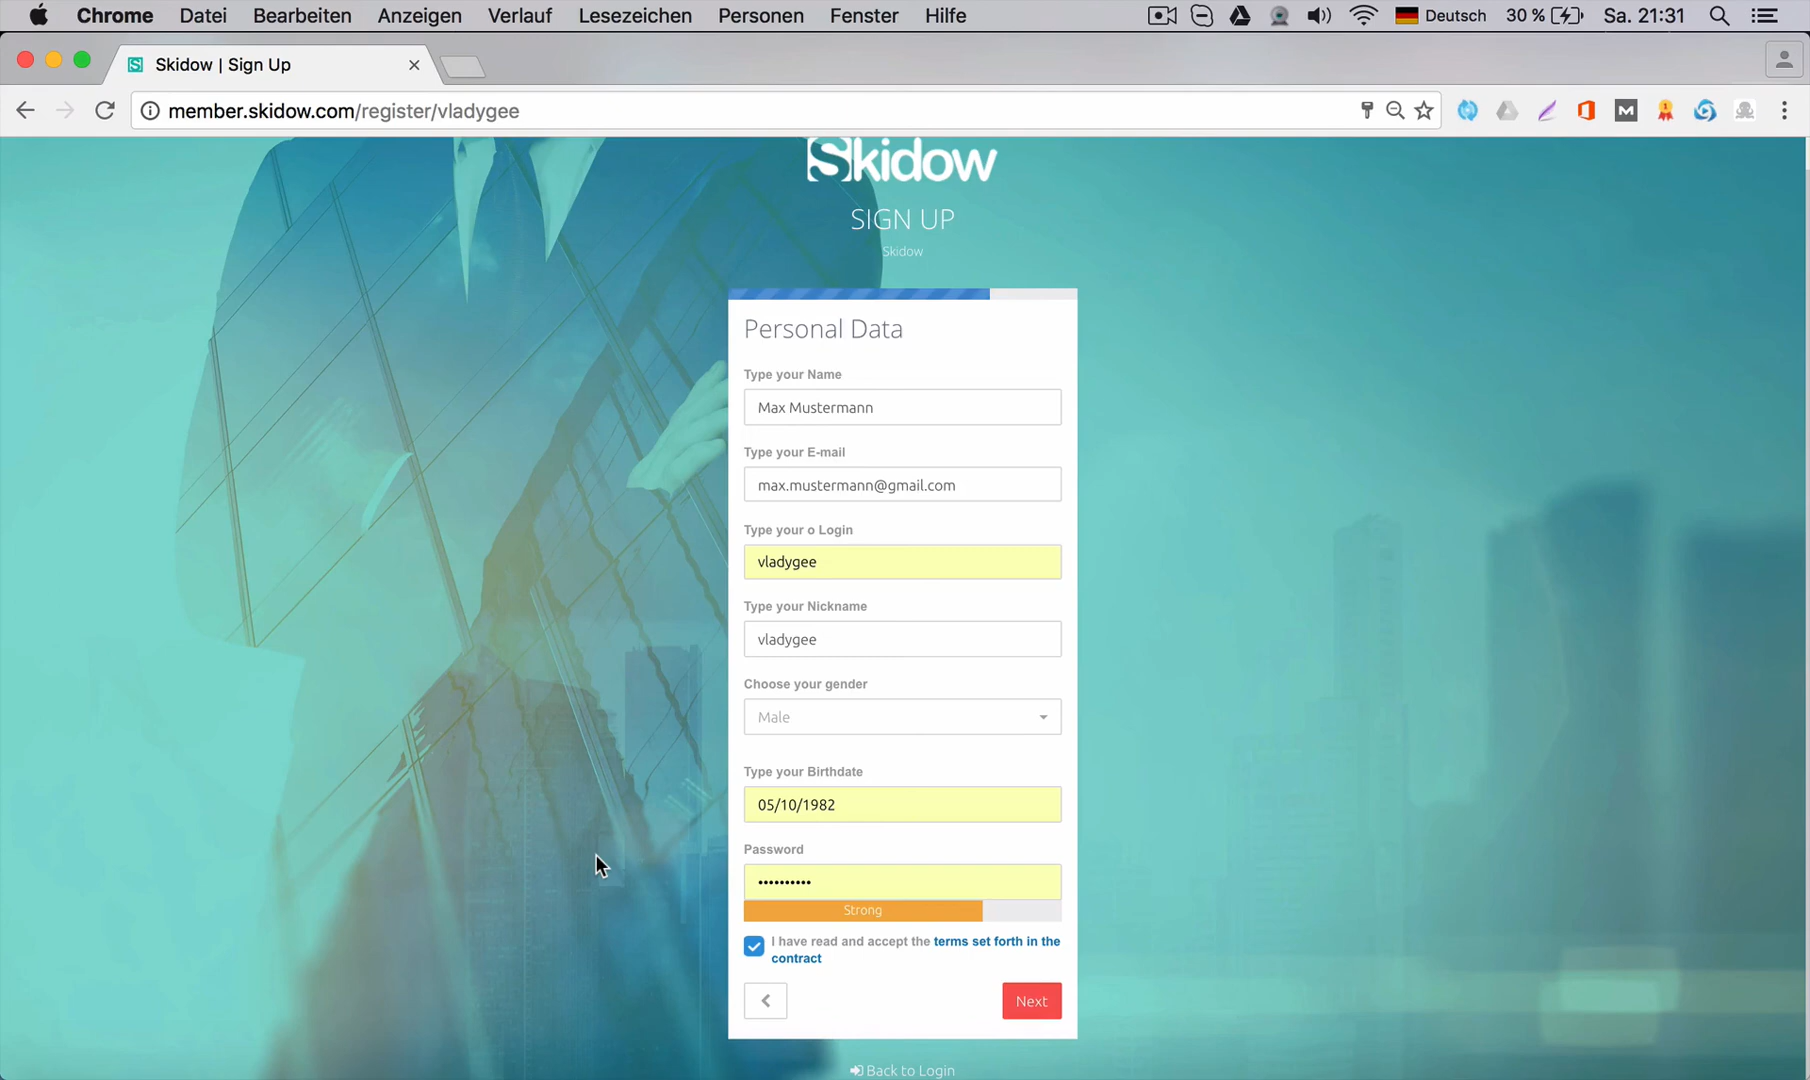 Chrome Datei Bearbeiten Anzeigen Verlauf Lesezeichen Personen Fenster Hilfe Deutsch 30 % Sa. 21:31
Skidow | Sign Up
member.skidow.com/register/vladygee
Skidow
SIGN UP
Skidow
Personal Data
Type your Name
Max Mustermann
Type your E-mail
max.mustermann@gmail.com
Type your o Login
vladygee
Type your Nickname
vladygee
Choose your gender
Male
Type your Birthdate
05/10/1982
Password
••••••••••
Strong
I have read and accept the terms set forth in the
contract
Next
Back to Login